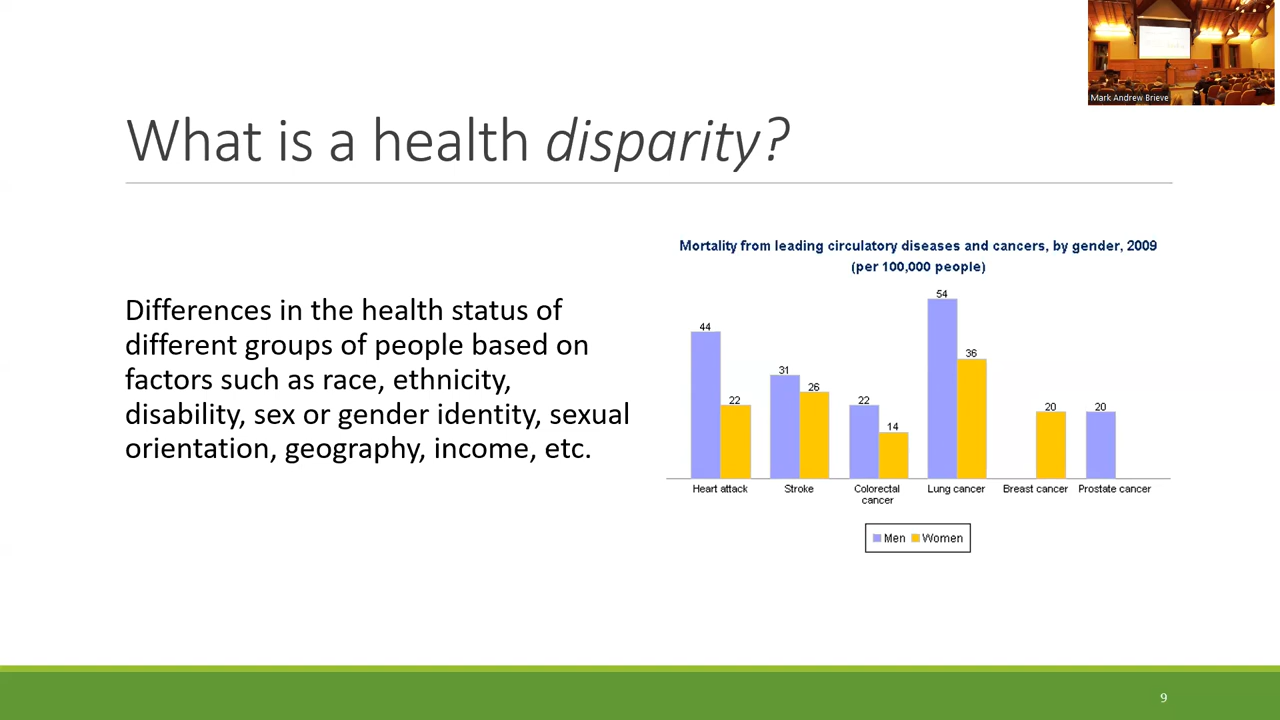 Mark Andrew Brieve
What is a health disparity?
Differences in the health status of
different groups of people based on
factors such as race, ethnicity,
disability, sex or gender identity, sexual
orientation, geography, income, etc.
Mortality from leading circulatory diseases and cancers, by gender, 2009
(per 100,000 people)
44
22
31
26
22
14
54
36
20
20
Heart attack
Stroke
Colorectal
cancer
Lung cancer
Breast cancer
Prostate cancer
Men
Women
9